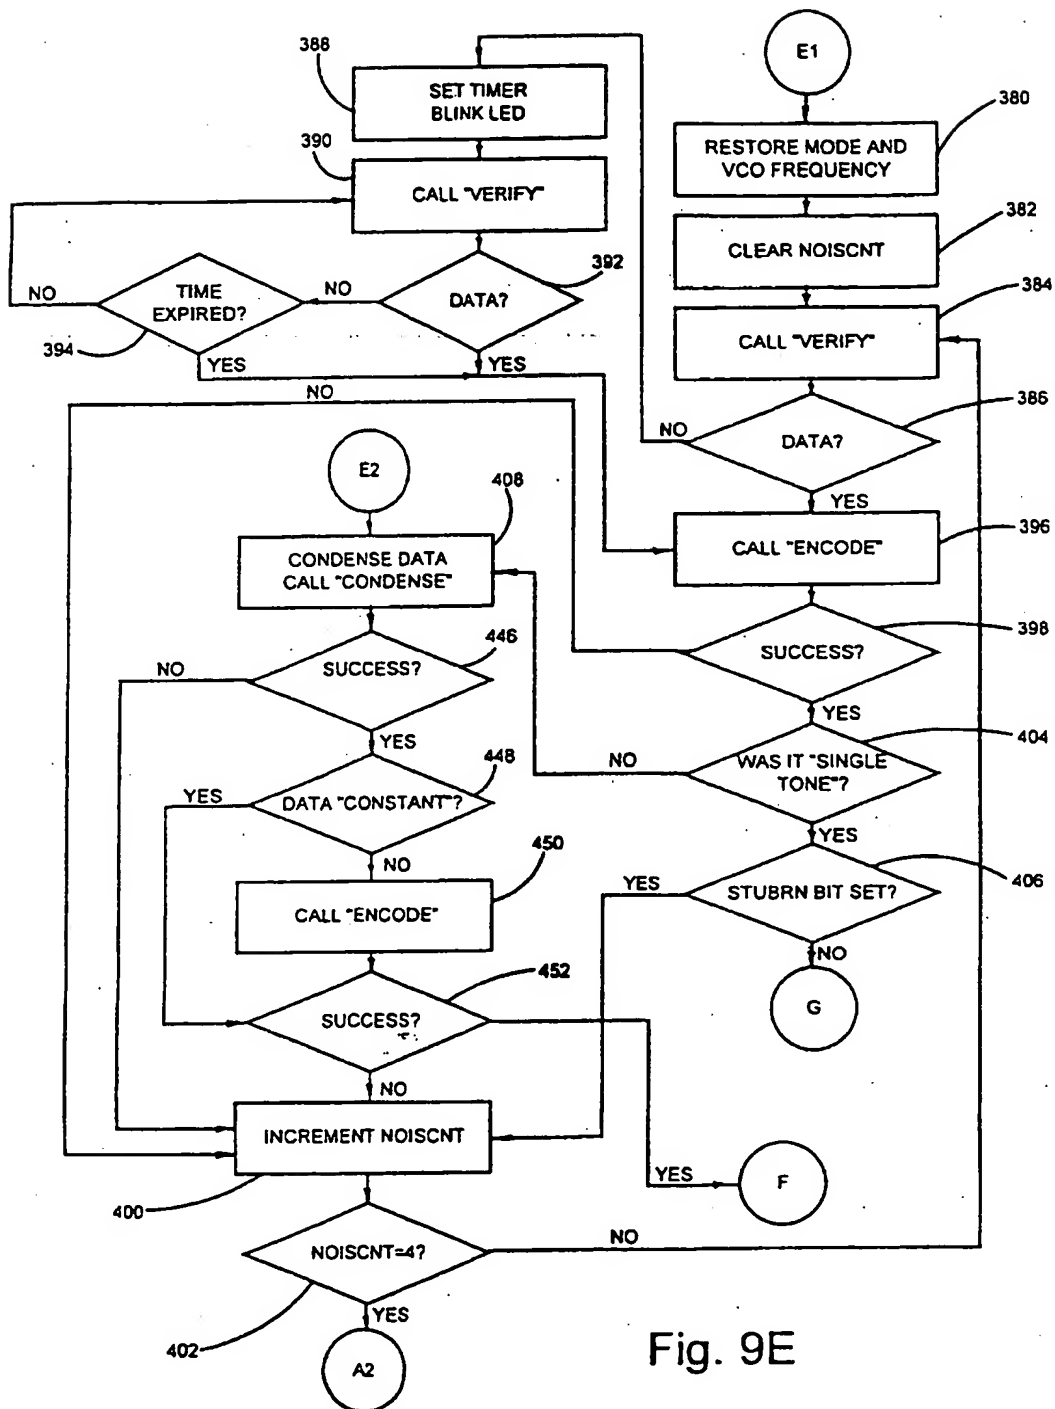 388
SET TIMER
BLINK LED
390
CALL "VERIFY"
392
DATA?
NO
TIME
EXPIRED?
NO
394
YES
YES
NO
E1
380
RESTORE MODE AND
VCO FREQUENCY
382
CLEAR NOISCNT
384
CALL "VERIFY"
386
DATA?
NO
YES
396
CALL "ENCODE"
398
SUCCESS?
YES
404
WAS IT "SINGLE
TONE"?
NO
YES
406
STUBRN BIT SET?
YES
NO
G
E2
408
CONDENSE DATA
CALL "CONDENSE"
446
SUCCESS?
NO
YES
448
DATA "CONSTANT"?
YES
NO
450
CALL "ENCODE"
452
SUCCESS?
NO
YES
F
INCREMENT NOISCNT
400
NOISCNT=4?
NO
402
YES
A2
Fig. 9E